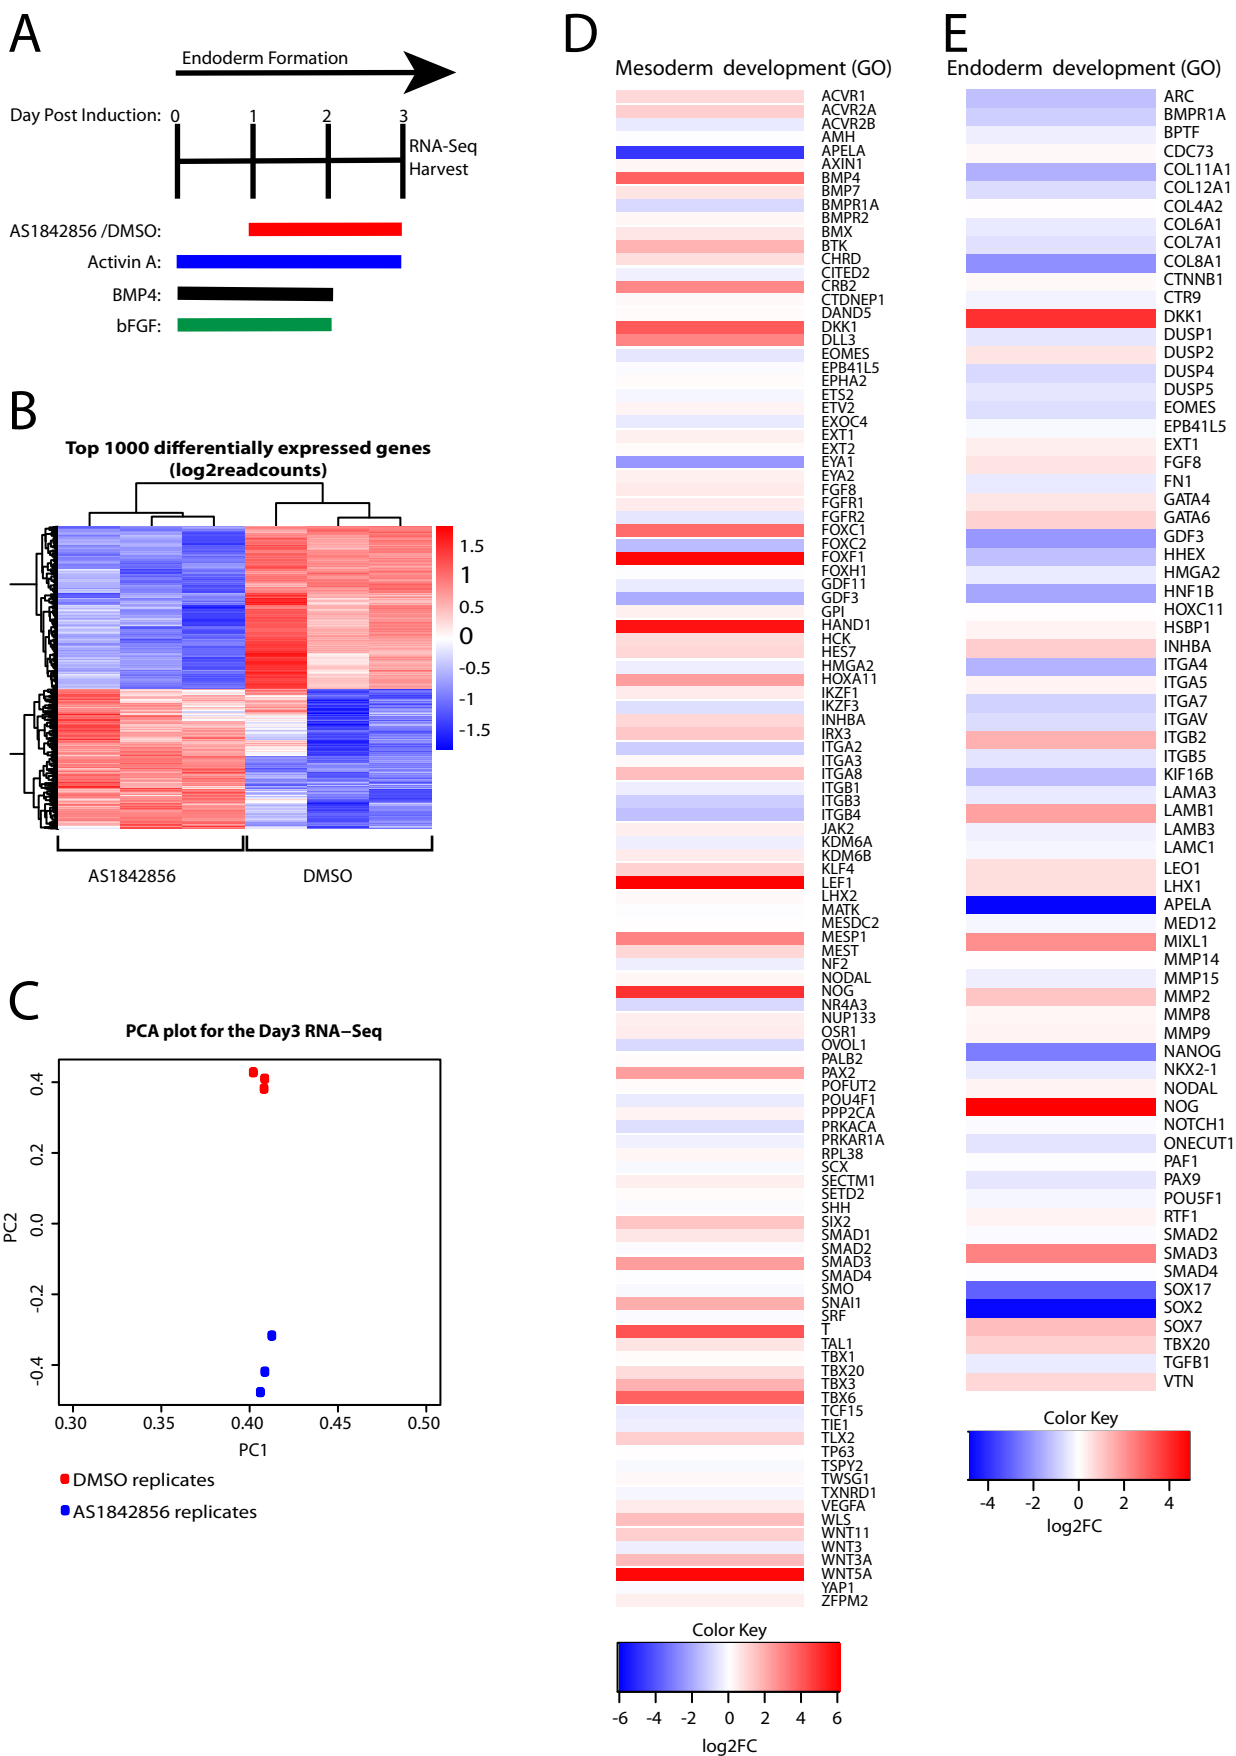 A
Endoderm Formation
Day Post Induction: 0 1 2 3
RNA-Seq
Harvest
AS1842856 /DMSO:
Activin A:
BMP4:
bFGF:
B
Top 1000 differentially expressed genes
(log2readcounts)
1.5
1
0.5
0
-0.5
-1
-1.5
AS1842856 DMSO
C
PCA plot for the Day3 RNA−Seq
PC2
0.4
0.2
0.0
-0.2
-0.4
0.30 0.35 0.40 0.45 0.50
PC1
DMSO replicates
AS1842856 replicates
D
Mesoderm development (GO)
ACVR1
ACVR2A
ACVR2B
AMH
APELA
AXIN1
BMP4
BMP7
BMPR1A
BMPR2
BMX
BTK
CHRD
CITED2
CRB2
CTDNEP1
DAND5
DKK1
DLL3
EOMES
EPB41L5
EPHA2
ETS2
ETV2
EXOC4
EXT1
EXT2
EYA1
EYA2
FGF8
FGFR1
FGFR2
FOXC1
FOXC2
FOXF1
FOXH1
GDF11
GDF3
GPI
HAND1
HCK
HES7
HMGA2
HOXA11
IKZF1
IKZF3
INHBA
IRX3
ITGA2
ITGA3
ITGA8
ITGB1
ITGB3
ITGB4
JAK2
KDM6A
KDM6B
KLF4
LEF1
LHX2
MATK
MESDC2
MESP1
MEST
NF2
NODAL
NOG
NR4A3
NUP133
OSR1
OVOL1
PALB2
PAX2
POFUT2
POU4F1
PPP2CA
PRKACA
PRKAR1A
RPL38
SCX
SECTM1
SETD2
SHH
SIX2
SMAD1
SMAD2
SMAD3
SMAD4
SMO
SNAI1
SRF
T
TAL1
TBX1
TBX20
TBX3
TBX6
TCF15
TIE1
TLX2
TP63
TSPY2
TWSG1
TXNRD1
VEGFA
WLS
WNT11
WNT3
WNT3A
WNT5A
YAP1
ZFPM2
Color Key
-6 -4 -2 0 2 4 6
log2FC
E
Endoderm development (GO)
ARC
BMPR1A
BPTF
CDC73
COL11A1
COL12A1
COL4A2
COL6A1
COL7A1
COL8A1
CTNNB1
CTR9
DKK1
DUSP1
DUSP2
DUSP4
DUSP5
EOMES
EPB41L5
EXT1
FGF8
FN1
GATA4
GATA6
GDF3
HHEX
HMGA2
HNF1B
HOXC11
HSBP1
INHBA
ITGA4
ITGA5
ITGA7
ITGAV
ITGB2
ITGB5
KIF16B
LAMA3
LAMB1
LAMB3
LAMC1
LEO1
LHX1
APELA
MED12
MIXL1
MMP14
MMP15
MMP2
MMP8
MMP9
NANOG
NKX2-1
NODAL
NOG
NOTCH1
ONECUT1
PAF1
PAX9
POU5F1
RTF1
SMAD2
SMAD3
SMAD4
SOX17
SOX2
SOX7
TBX20
TGFB1
VTN
Color Key
-4 -2 0 2 4
log2FC